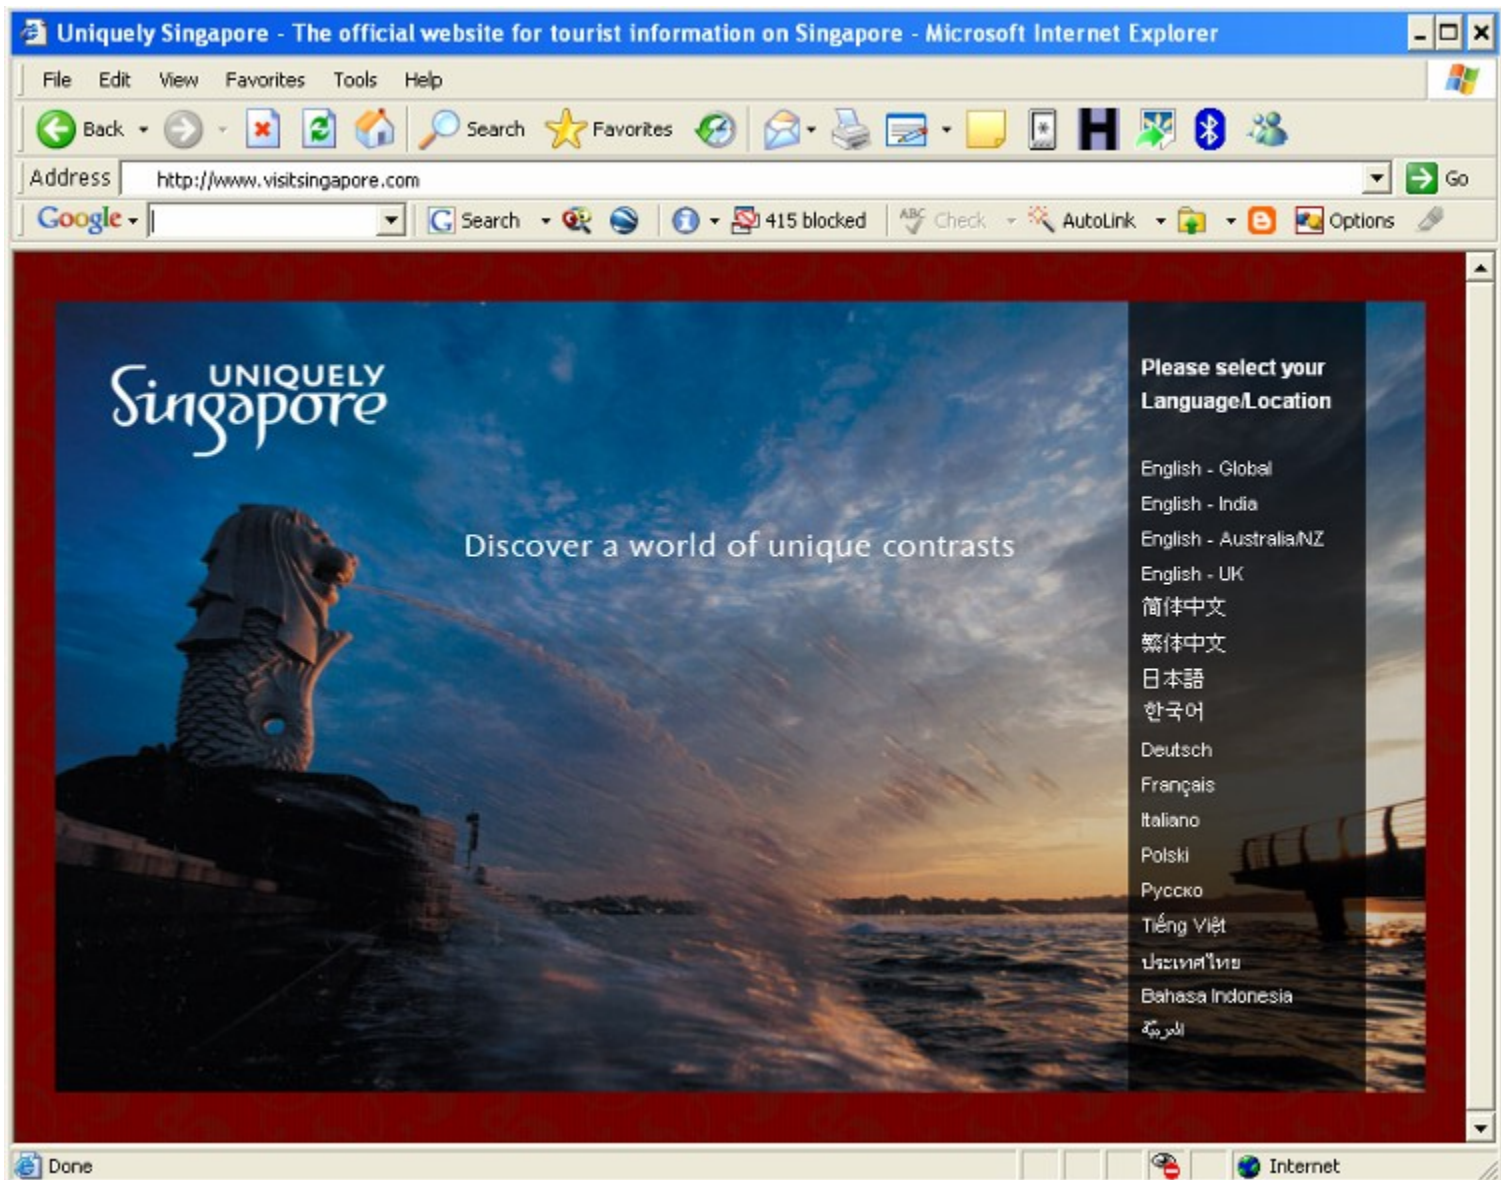 Uniquely Singapore - The official website for tourist information on Singapore - Microsoft Internet Explorer
File Edit View Favorites Tools Help
Back Search Favorites
Address http://www.visitsingapore.com Go
Google Search 415 blocked ABC Check AutoLink Options
UNIQUELY
Singapore
Discover a world of unique contrasts
Please select your
Language/Location
English - Global
English - India
English - Australia/NZ
English - UK
简体中文
繁体中文
日本語
한국어
Deutsch
Français
Italiano
Polski
Русско
Tiếng Việt
ประเทศไทย
Bahasa Indonesia
العربيّة
Done Internet